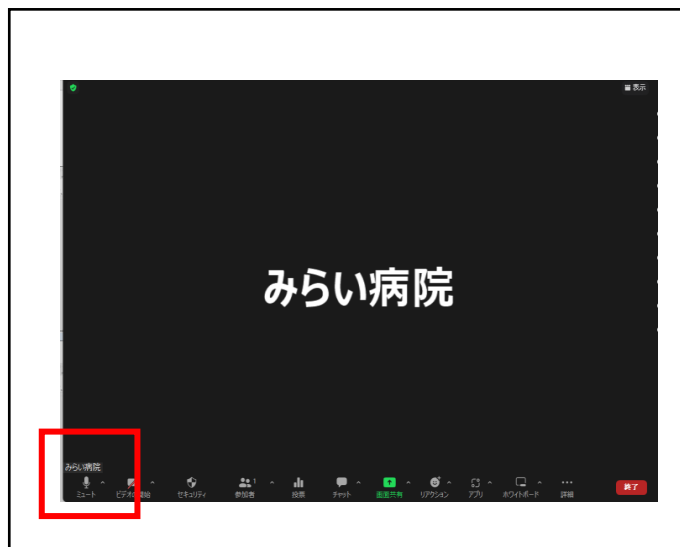 表示
みらい病院
みらい病院
ミュート ビデオの開始 セキュリティ 参加者 1 投票 チャット 画面共有 リアクション アプリ ホワイトボード 詳細 終了